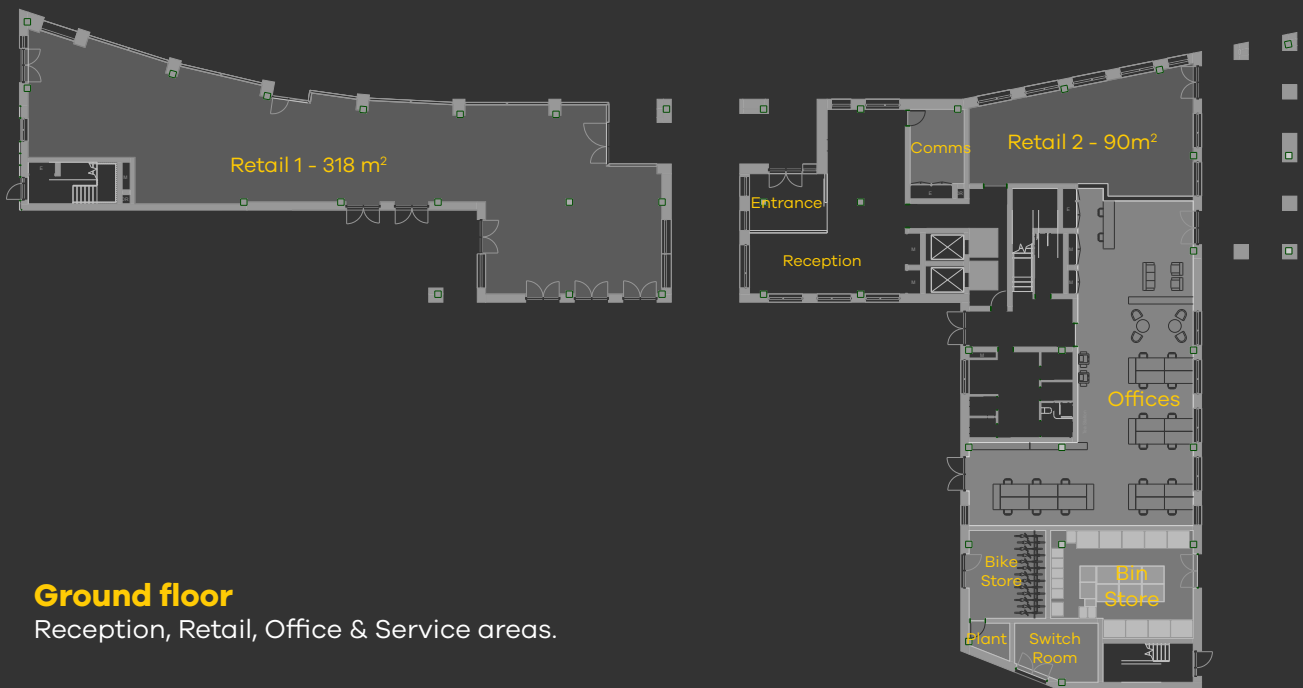 Retail 1 - 318 m²
Comms
Retail 2 - 90m²
Entrance
Reception
Offices
Bike
Store
Bin
Store
Plant
Switch
Room
Ground floor
Reception, Retail, Office & Service areas.